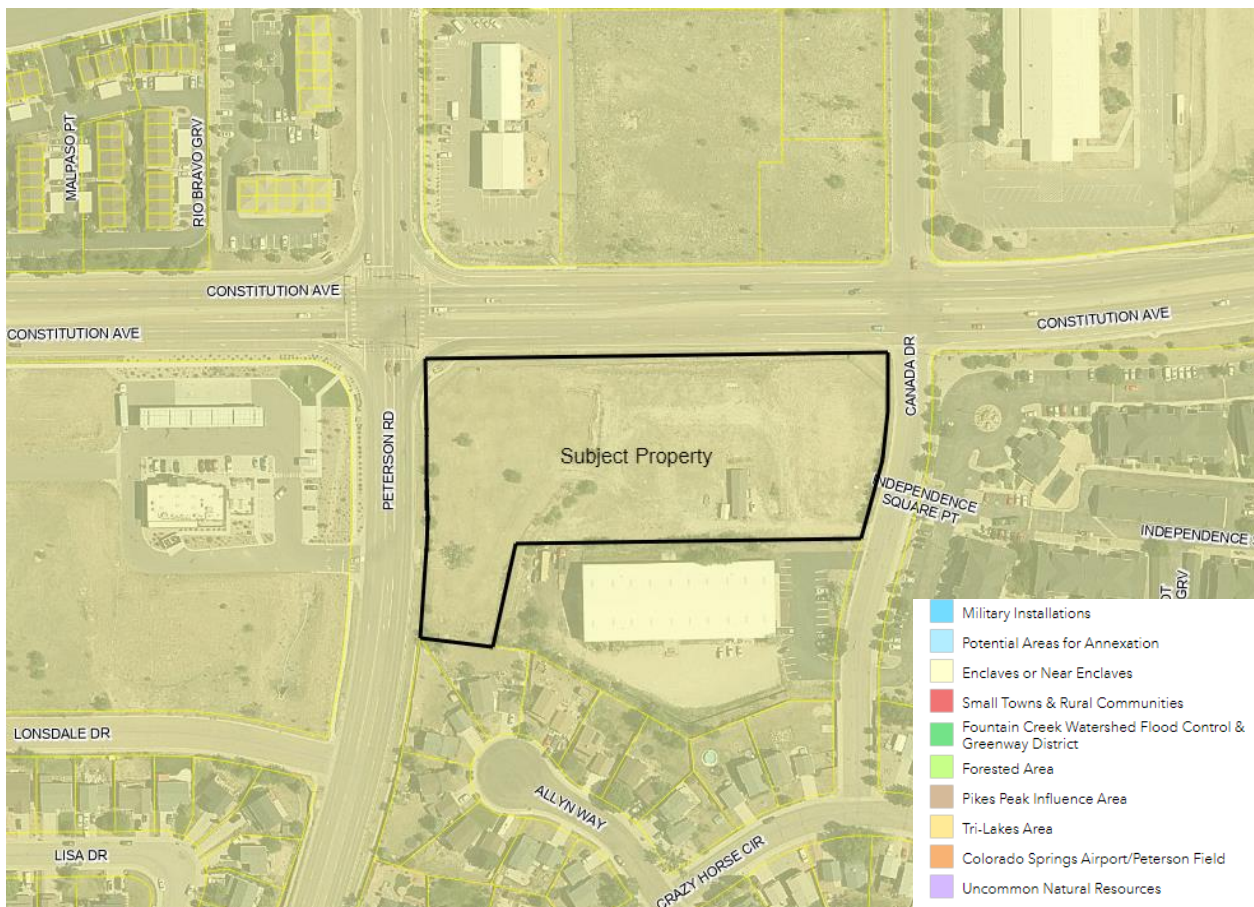 MALPASO PT
RIO BRAVO GRV
CONSTITUTION AVE
CONSTITUTION AVE
CONSTITUTION AVE
PETERSON RD
CANADA DR
Subject Property
INDEPENDENCE
SQUARE PT
INDEPENDENCE
GRV
LONSDALE DR
ALLYN WAY
LISA DR
CRAZY HORSE CIR
Military Installations
Potential Areas for Annexation
Enclaves or Near Enclaves
Small Towns & Rural Communities
Fountain Creek Watershed Flood Control &
Greenway District
Forested Area
Pikes Peak Influence Area
Tri-Lakes Area
Colorado Springs Airport/Peterson Field
Uncommon Natural Resources